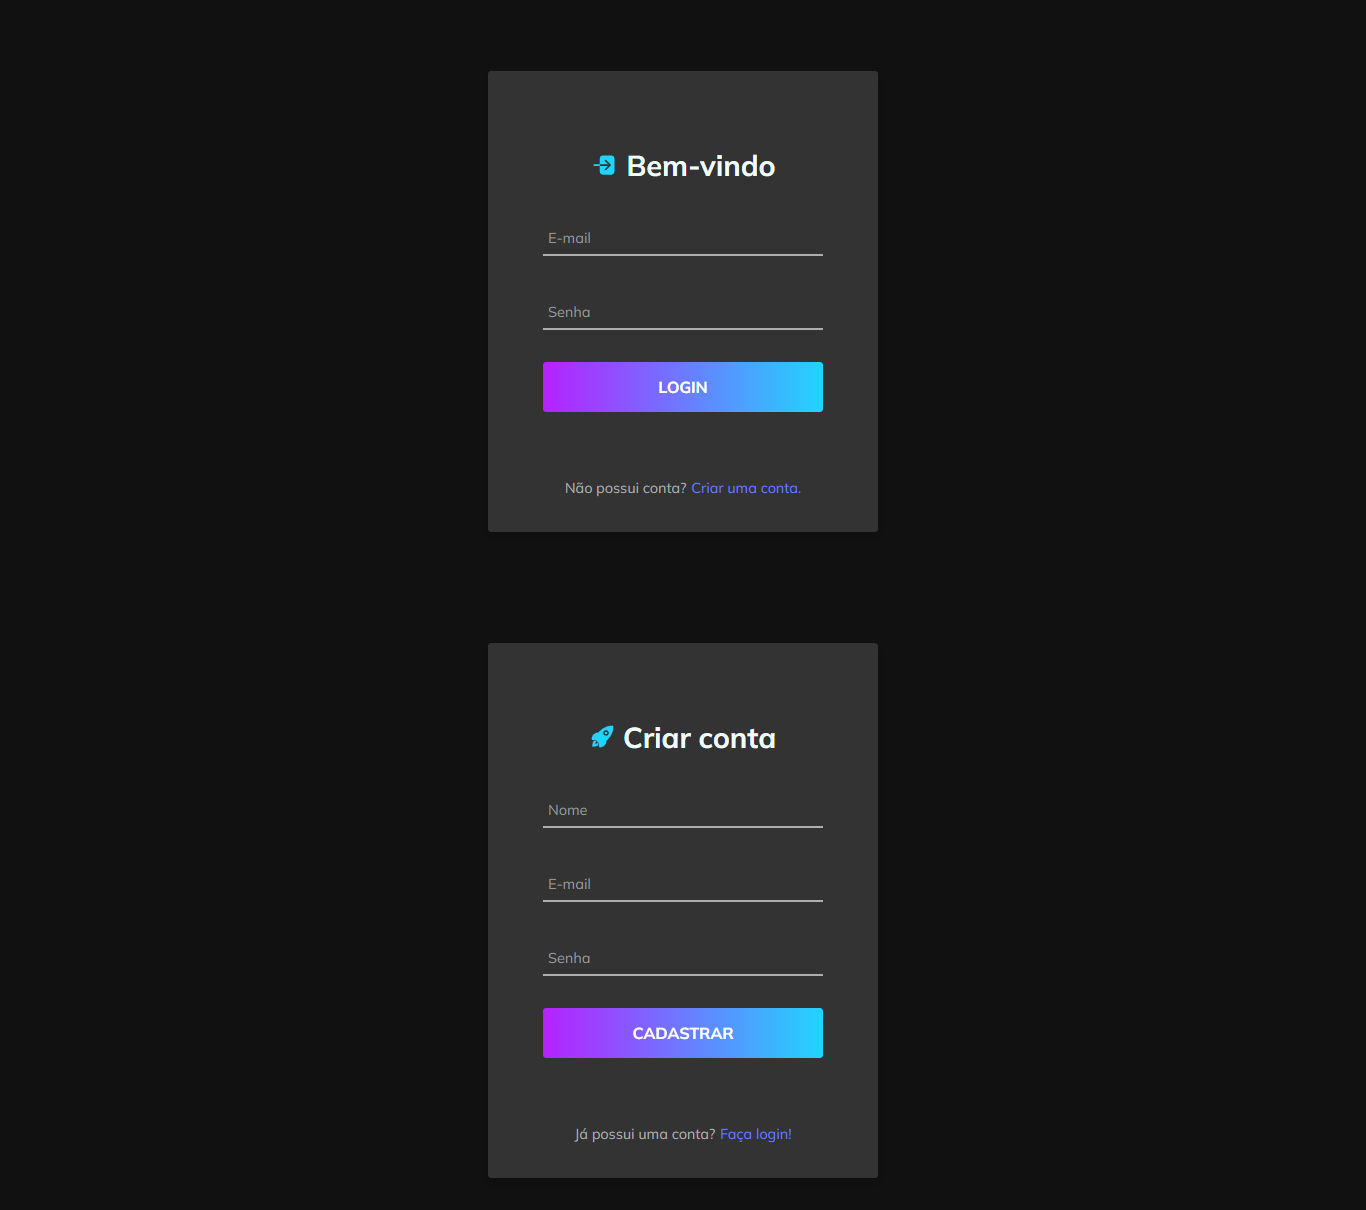 Bem-vindo
E-mail
Senha
LOGIN
Não possui conta? Criar uma conta.
Criar conta
Nome
E-mail
Senha
CADASTRAR
Já possui uma conta? Faça login!